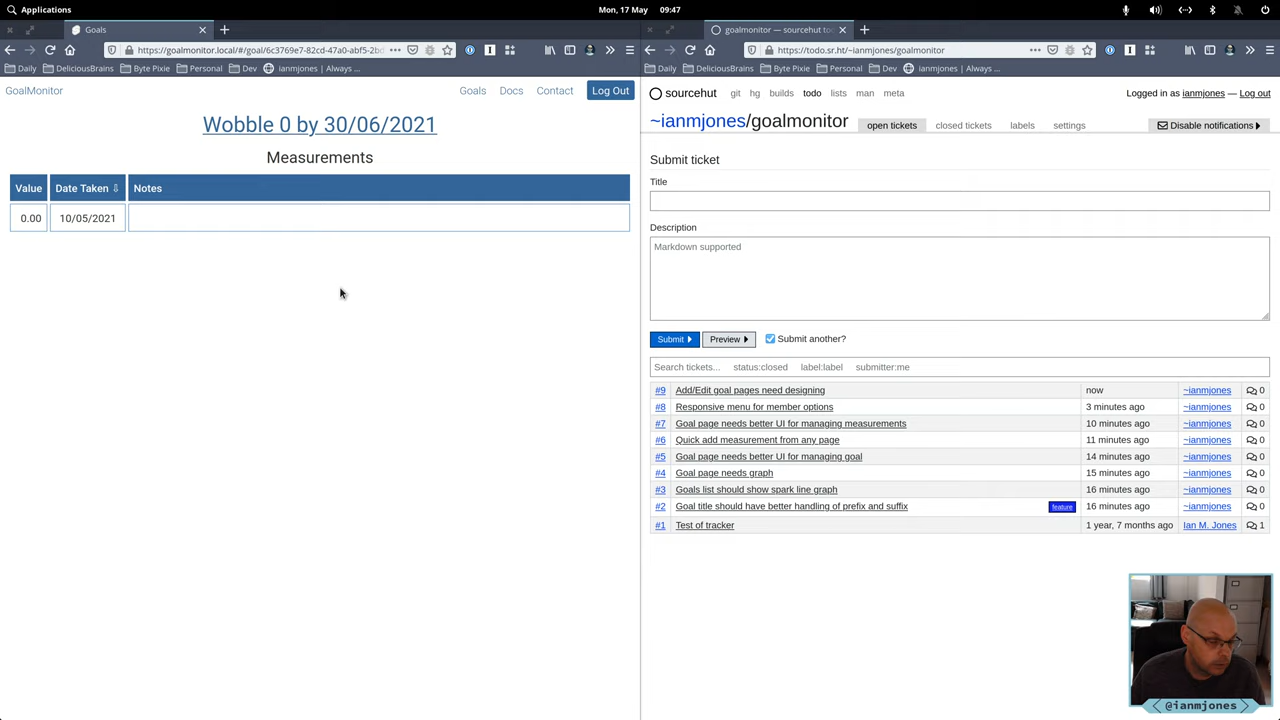 Applications
Mon, 17 May 09:47
Goals
https://goalmonitor.local/#/goal/6c3769e7-82cd-47a0-abf5-2bd
Daily DeliciousBrains Byte Pixie Personal Dev ianmjones | Always ...
GoalMonitor
Goals Docs Contact Log Out
Wobble 0 by 30/06/2021
Measurements
Value Date Taken ⇩ Notes
0.00 10/05/2021
goalmonitor — sourcehut to
https://todo.sr.ht/~ianmjones/goalmonitor
Daily DeliciousBrains Byte Pixie Personal Dev ianmjones | Always ...
sourcehut git hg builds todo lists man meta
Logged in as ianmjones — Log out
~ianmjones/goalmonitor open tickets closed tickets labels settings Disable notifications
Submit ticket
Title
Description
Markdown supported
Submit Preview Submit another?
Search tickets... status:closed label:label submitter:me
#9 Add/Edit goal pages need designing now ~ianmjones 0
#8 Responsive menu for member options 3 minutes ago ~ianmjones 0
#7 Goal page needs better UI for managing measurements 10 minutes ago ~ianmjones 0
#6 Quick add measurement from any page 11 minutes ago ~ianmjones 0
#5 Goal page needs better UI for managing goal 14 minutes ago ~ianmjones 0
#4 Goal page needs graph 15 minutes ago ~ianmjones 0
#3 Goals list should show spark line graph 16 minutes ago ~ianmjones 0
#2 Goal title should have better handling of prefix and suffix feature 16 minutes ago ~ianmjones 0
#1 Test of tracker 1 year, 7 months ago Ian M. Jones 1
@ianmjones